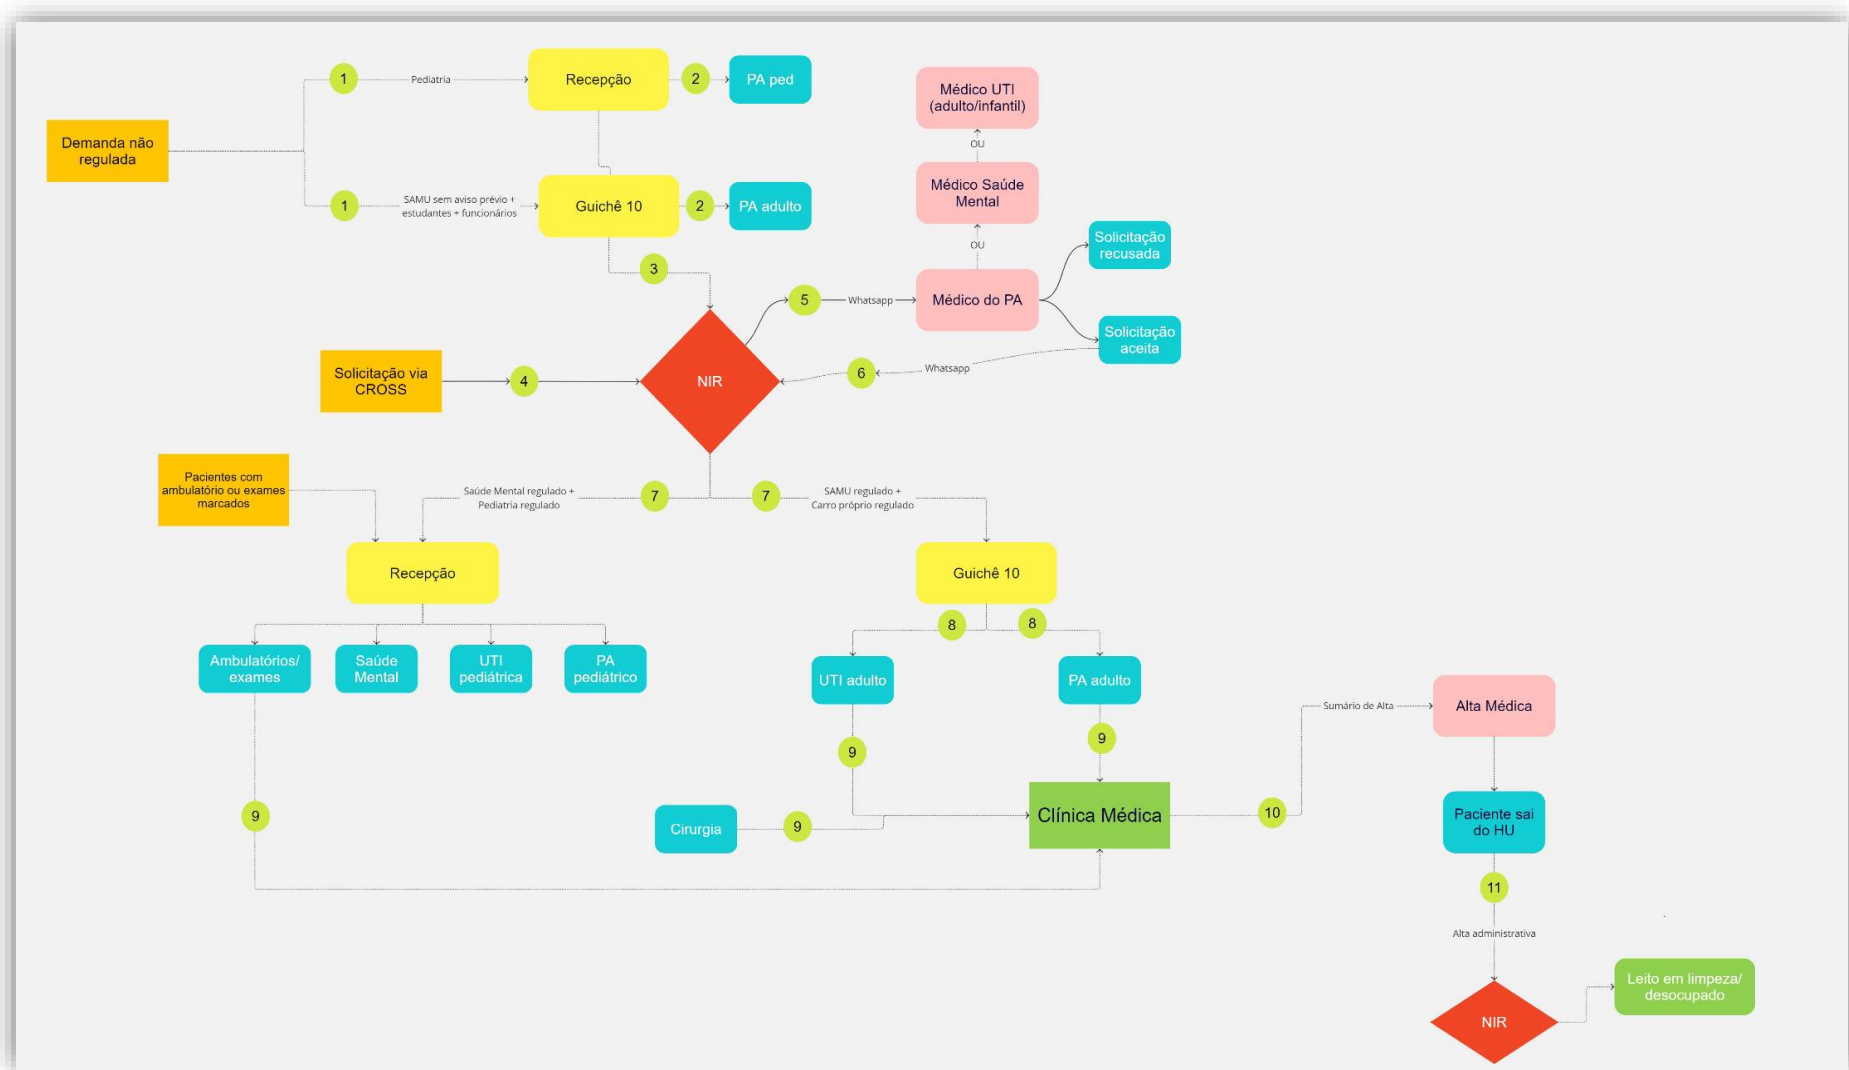 1
Pediatria
Recepção
2
PA ped
Médico UTI
(adulto/infantil)
OU
Demanda não
regulada
1
SAMU sem aviso prévio +
estudantes + funcionários
Guichê 10
2
PA adulto
Médico Saúde
Mental
OU
3
Solicitação
recusada
5
Whatsapp
Médico do PA
Solicitação
aceita
6
Whatsapp
Solicitação via
CROSS
4
NIR
Pacientes com
ambulatório ou exames
marcados
Saúde Mental regulado +
Pediatria regulado
7
7
SAMU regulado +
Carro próprio regulado
Recepção
Guichê 10
8
8
Ambulatórios/
exames
Saúde
Mental
UTI
pediátrica
PA
pediátrico
UTI adulto
PA adulto
9
9
9
Cirurgia
9
Clínica Médica
10
Sumário de Alta
Alta Médica
Paciente sai
do HU
11
Alta administrativa
NIR
Leito em limpeza/
desocupado